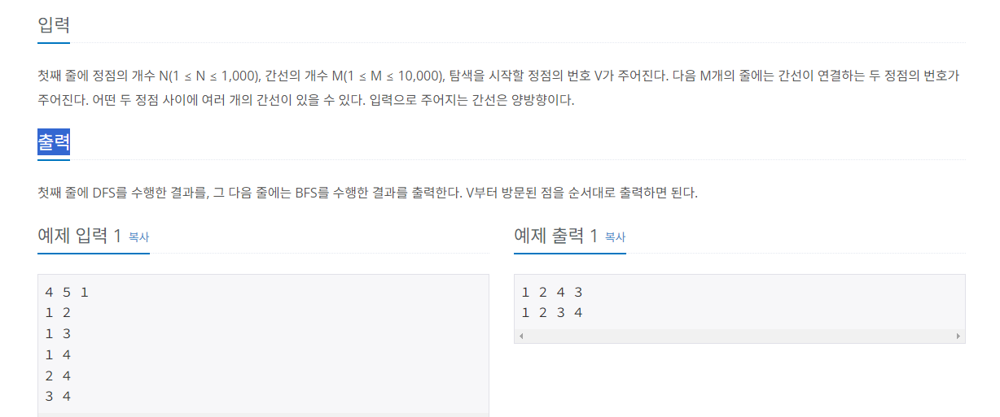 입력
첫째 줄에 정점의 개수 N(1 ≤ N ≤ 1,000), 간선의 개수 M(1 ≤ M ≤ 10,000), 탐색을 시작할 정점의 번호 V가 주어진다. 다음 M개의 줄에는 간선이 연결하는 두 정점의 번호가
주어진다. 어떤 두 정점 사이에 여러 개의 간선이 있을 수 있다. 입력으로 주어지는 간선은 양방향이다.
출력
첫째 줄에 DFS를 수행한 결과를, 그 다음 줄에는 BFS를 수행한 결과를 출력한다. V부터 방문된 점을 순서대로 출력하면 된다.
예제 입력 1 복사
4 5 1
1 2
1 3
1 4
2 4
3 4
예제 출력 1 복사
1 2 4 3
1 2 3 4